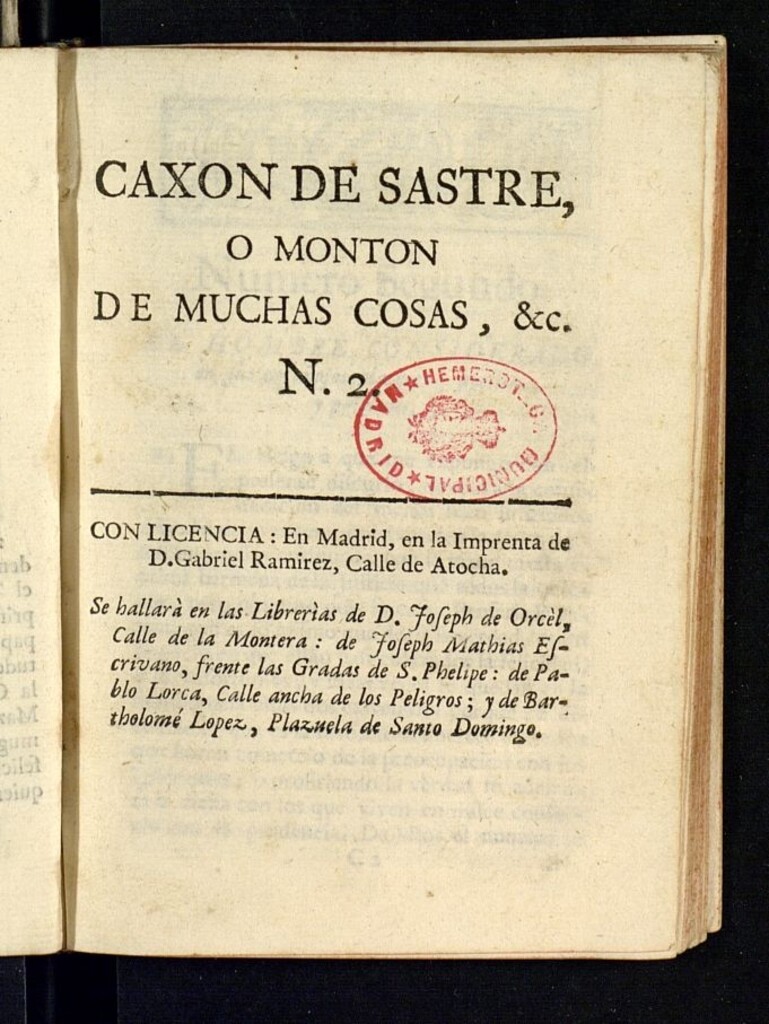 CAXON DE SASTRE,
O MONTON
DE MUCHAS COSAS, &c.
N. 2.
HEMEROT_CA MUNICIPAL
MADRID
CON LICENCIA : En Madrid, en la Imprenta de
D.Gabriel Ramirez, Calle de Atocha.
Se hallarà en las Librerìas de D. Joſeph de Orcèl,
Calle de la Montera : de Joſeph Mathias Eſ-
crivano, frente las Gradas de S. Phelipe : de Pa-
blo Lorca, Calle ancha de los Peligros ; y de Bar-
tholomé Lopez, Plazuela de Santo Domingo.